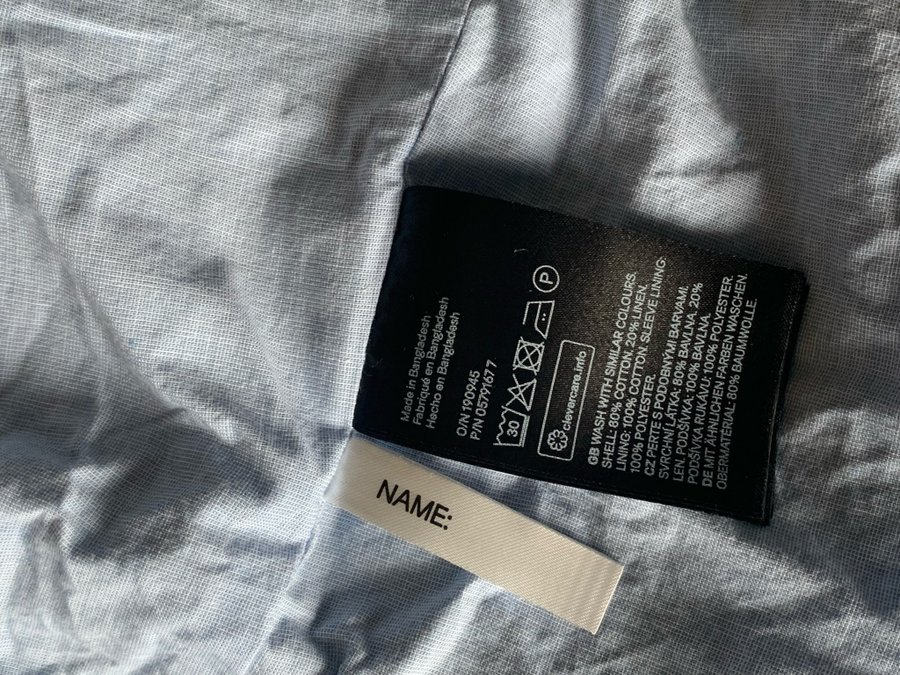 Made in Bangladesh
Fabriqué en Bangladesh
Hecho en Bangladesh
O/N 190945
P/N 05791677
30
P
clevercare.info
GB WASH WITH SIMILAR COLOURS.
SHELL: 80% COTTON, 20% LINEN.
LINING: 100% COTTON. SLEEVE LINING:
100% POLYESTER.
CZ PERTE S PODOBNÝMI BARVAMI.
SVRCHNÍ LÁTKA: 80% BAVLNA, 20%
LEN. PODŠÍVKA: 100% BAVLNA.
PODŠÍVKA RUKÁVU: 100% POLYESTER.
DE MIT ÄHNLICHEN FARBEN WASCHEN.
OBERMATERIAL: 80% BAUMWOLLE,
NAME: